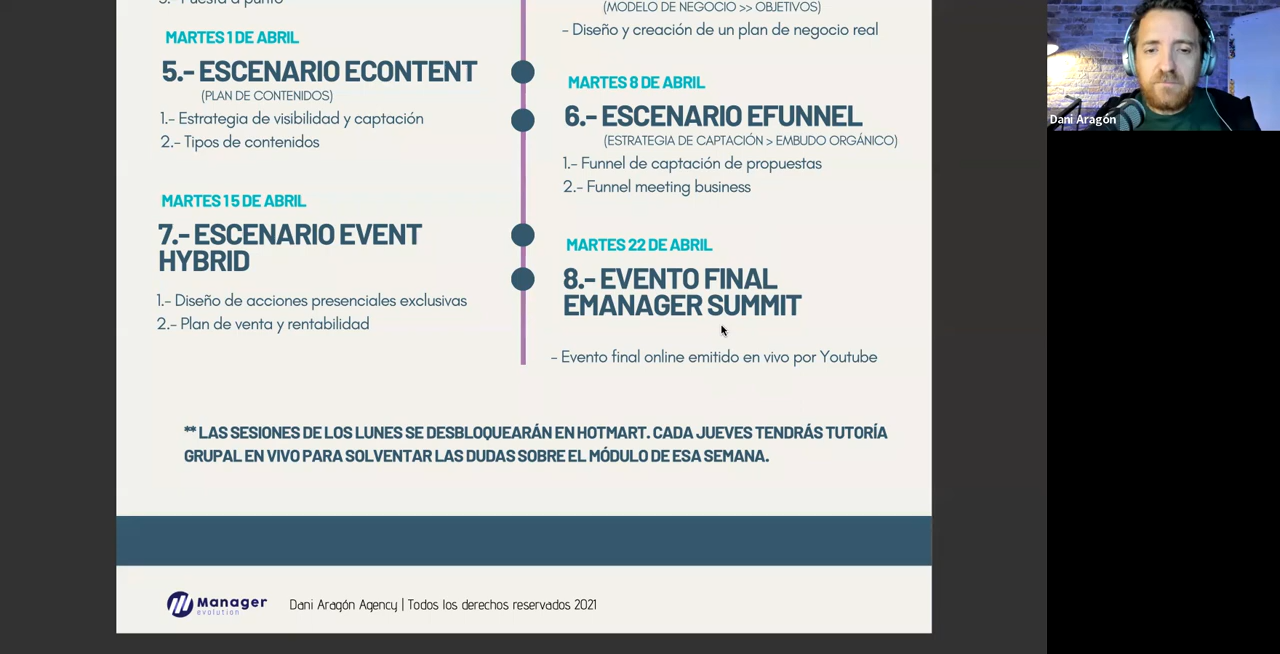 3.- Puesta a punto
MARTES 1 DE ABRIL
5.- ESCENARIO ECONTENT
(PLAN DE CONTENIDOS)
1.- Estrategia de visibilidad y captación
2.- Tipos de contenidos
MARTES 15 DE ABRIL
7.- ESCENARIO EVENT
HYBRID
1.- Diseño de acciones presenciales exclusivas
2.- Plan de venta y rentabilidad
(MODELO DE NEGOCIO >> OBJETIVOS)
- Diseño y creación de un plan de negocio real
MARTES 8 DE ABRIL
6.- ESCENARIO EFUNNEL
(ESTRATEGIA DE CAPTACIÓN > EMBUDO ORGÁNICO)
1.- Funnel de captación de propuestas
2.- Funnel meeting business
MARTES 22 DE ABRIL
8.- EVENTO FINAL
EMANAGER SUMMIT
- Evento final online emitido en vivo por Youtube
** LAS SESIONES DE LOS LUNES SE DESBLOQUEARÁN EN HOTMART. CADA JUEVES TENDRÁS TUTORÍA
GRUPAL EN VIVO PARA SOLVENTAR LAS DUDAS SOBRE EL MÓDULO DE ESA SEMANA.
Manager
evolution
Dani Aragón Agency | Todos los derechos reservados 2021
Dani Aragón